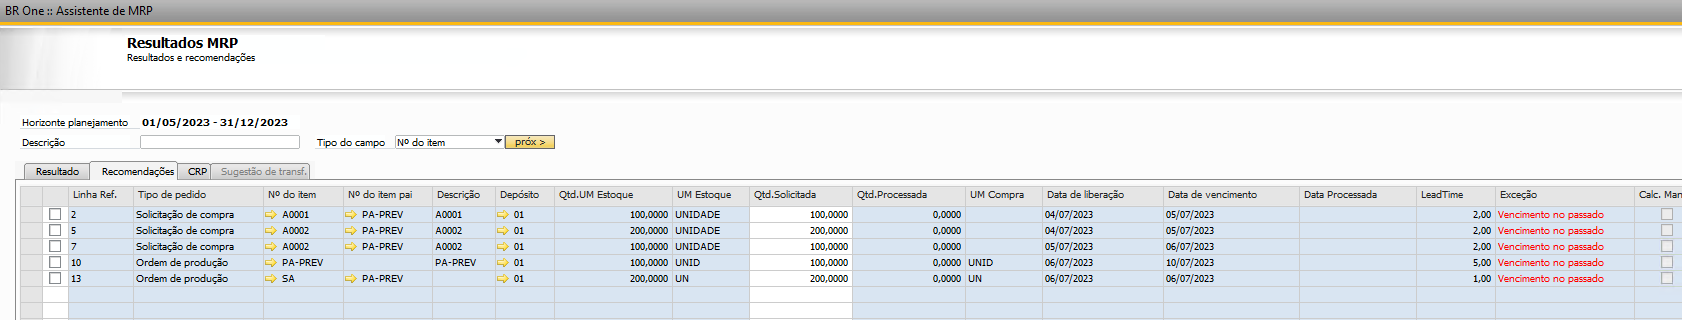 BR One :: Assistente de MRP
Resultados MRP
Resultados e recomendações
Horizonte planejamento 01/05/2023 - 31/12/2023
Descrição Tipo do campo Nº do item próx >
Resultado Recomendações CRP Sugestão de transf.
Linha Ref. Tipo de pedido Nº do item Nº do item pai Descrição Depósito Qtd.UM Estoque UM Estoque Qtd.Solicitada Qtd.Processada UM Compra Data de liberação Data de vencimento Data Processada LeadTime Exceção Calc. Man
2 Solicitação de compra A0001 PA-PREV A0001 01 100,0000 UNIDADE 100,0000 0,0000 04/07/2023 05/07/2023 2,00 Vencimento no passado
5 Solicitação de compra A0002 PA-PREV A0002 01 200,0000 UNIDADE 200,0000 0,0000 04/07/2023 05/07/2023 2,00 Vencimento no passado
7 Solicitação de compra A0002 PA-PREV A0002 01 100,0000 UNIDADE 100,0000 0,0000 05/07/2023 06/07/2023 2,00 Vencimento no passado
10 Ordem de produção PA-PREV PA-PREV 01 100,0000 UNID 100,0000 0,0000 UNID 06/07/2023 10/07/2023 5,00 Vencimento no passado
13 Ordem de produção SA PA-PREV 01 200,0000 UN 200,0000 0,0000 UN 06/07/2023 06/07/2023 1,00 Vencimento no passado